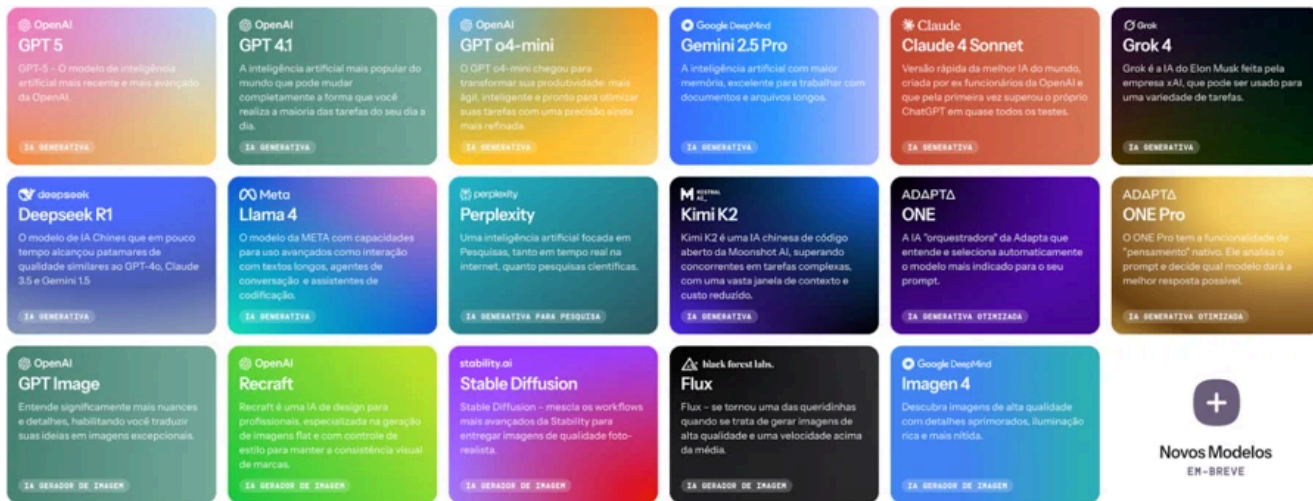 OpenAI
GPT 5
GPT-5 – O modelo de inteligência
artificial mais recente e mais avançado
da OpenAI.
IA GENERATIVA
OpenAI
GPT 4.1
A inteligência artificial mais popular do
mundo que pode mudar
completamente a forma que você
realiza a maioria das tarefas do seu dia a
dia.
IA GENERATIVA
OpenAI
GPT o4-mini
O GPT o4-mini chegou para
transformar sua produtividade: mais
ágil, inteligente e pronto para otimizar
suas tarefas com uma precisão ainda
mais refinada.
IA GENERATIVA
Google DeepMind
Gemini 2.5 Pro
A inteligência artificial com maior
memória, excelente para trabalhar com
documentos e arquivos longos.
IA GENERATIVA
Claude
Claude 4 Sonnet
Versão rápida da melhor IA do mundo,
criada por ex funcionários da OpenAI e
que pela primeira vez superou o próprio
ChatGPT em quase todos os testes.
IA GENERATIVA
Grok
Grok 4
Grok é a IA do Elon Musk feita pela
empresa xAI, que pode ser usado para
uma variedade de tarefas.
IA GENERATIVA
deepseek
Deepseek R1
O modelo de IA Chines que em pouco
tempo alcançou patamares de
qualidade similares ao GPT-4o, Claude
3.5 e Gemini 1.5
IA GENERATIVA
Meta
Llama 4
O modelo da META com capacidades
para uso avançados como interação
com textos longos, agentes de
conversação e assistentes de
codificação.
IA GENERATIVA
perplexity
Perplexity
Uma inteligência artificial focada em
Pesquisas, tanto em tempo real na
internet, quanto pesquisas científicas.
IA GENERATIVA PARA PESQUISA
MISTRAL
AI_
Kimi K2
Kimi K2 é uma IA chinesa de código
aberto da Moonshot AI, superando
concorrentes em tarefas complexas,
com uma vasta janela de contexto e
custo reduzido.
IA GENERATIVA
ADAPTA
ONE
A IA "orquestradora" da Adapta que
entende e seleciona automaticamente
o modelo mais indicado para o seu
prompt.
IA GENERATIVA OTIMIZADA
ADAPTA
ONE Pro
O ONE Pro tem a funcionalidade de
"pensamento" nativo. Ele analisa o
prompt e decide qual modelo dará a
melhor resposta possível.
IA GENERATIVA OTIMIZADA
OpenAI
GPT Image
Entende significamente mais nuances
e detalhes, habilitando você traduzir
suas ideias em imagens excepcionais.
IA GERADOR DE IMAGEM
OpenAI
Recraft
Recraft é uma IA de design para
profissionais, especializada na geração
de imagens flat e com controle de
estilo para manter a consistência visual
de marcas.
IA GERADOR DE IMAGEM
stability.ai
Stable Diffusion
Stable Diffusion – mescla os workflows
mais avançados da Stability para
entregar imagens de qualidade foto-
realista.
IA GERADOR DE IMAGEM
black forest labs.
Flux
Flux – se tornou uma das queridinhas
quando se trata de gerar imagens de
alta qualidade e uma velocidade acima
da média.
IA GERADOR DE IMAGEM
Google DeepMind
Imagen 4
Descubra imagens de alta qualidade
com detalhes aprimorados, iluminação
rica e mais nítida.
IA GERADOR DE IMAGEM
Novos Modelos
EM-BREVE